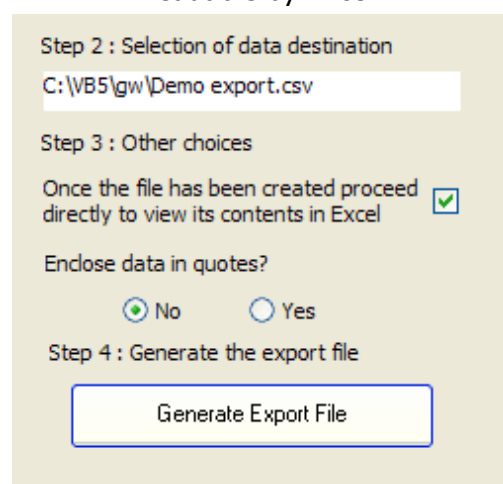 Step 2 : Selection of data destination
C:\VB5\gw\Demo export.csv
Step 3 : Other choices
Once the file has been created proceed
directly to view its contents in Excel
Enclose data in quotes?
No Yes
Step 4 : Generate the export file
Generate Export File